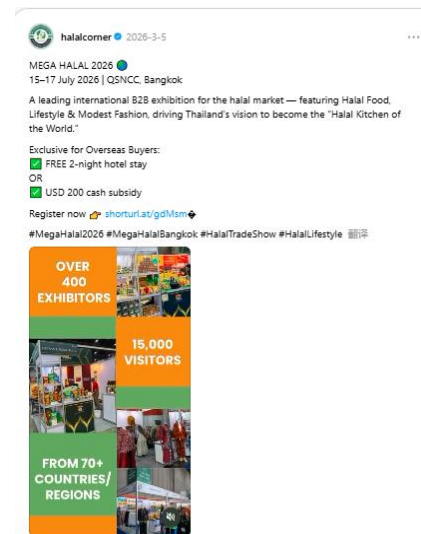 halalcorner 2026-3-5
MEGA HALAL 2026 🌏
15–17 July 2026 | QSNCC, Bangkok
A leading international B2B exhibition for the halal market — featuring Halal Food,
Lifestyle & Modest Fashion, driving Thailand's vision to become the "Halal Kitchen of
the World."
Exclusive for Overseas Buyers:
✅ FREE 2-night hotel stay
OR
✅ USD 200 cash subsidy
Register now 👉 shorturl.at/gdMsm�
#MegaHalal2026 #MegaHalalBangkok #HalalTradeShow #HalalLifestyle 翻译
OVER
400
EXHIBITORS
15,000
VISITORS
FROM 70+
COUNTRIES/
REGIONS